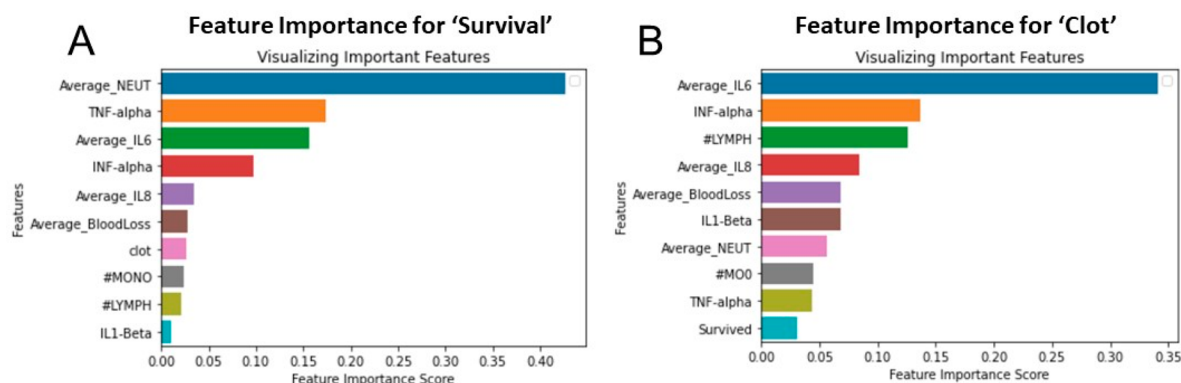 A
Feature Importance for ‘Survival’
Visualizing Important Features
Features
Average_NEUT
TNF-alpha
Average_IL6
INF-alpha
Average_IL8
Average_BloodLoss
clot
#MONO
#LYMPH
IL1-Beta
0.00 0.05 0.10 0.15 0.20 0.25 0.30 0.35 0.40
Feature Importance Score
B
Feature Importance for ‘Clot’
Visualizing Important Features
Features
Average_IL6
INF-alpha
#LYMPH
Average_IL8
Average_BloodLoss
IL1-Beta
Average_NEUT
#MO0
TNF-alpha
Survived
0.00 0.05 0.10 0.15 0.20 0.25 0.30 0.35
Feature Importance Score